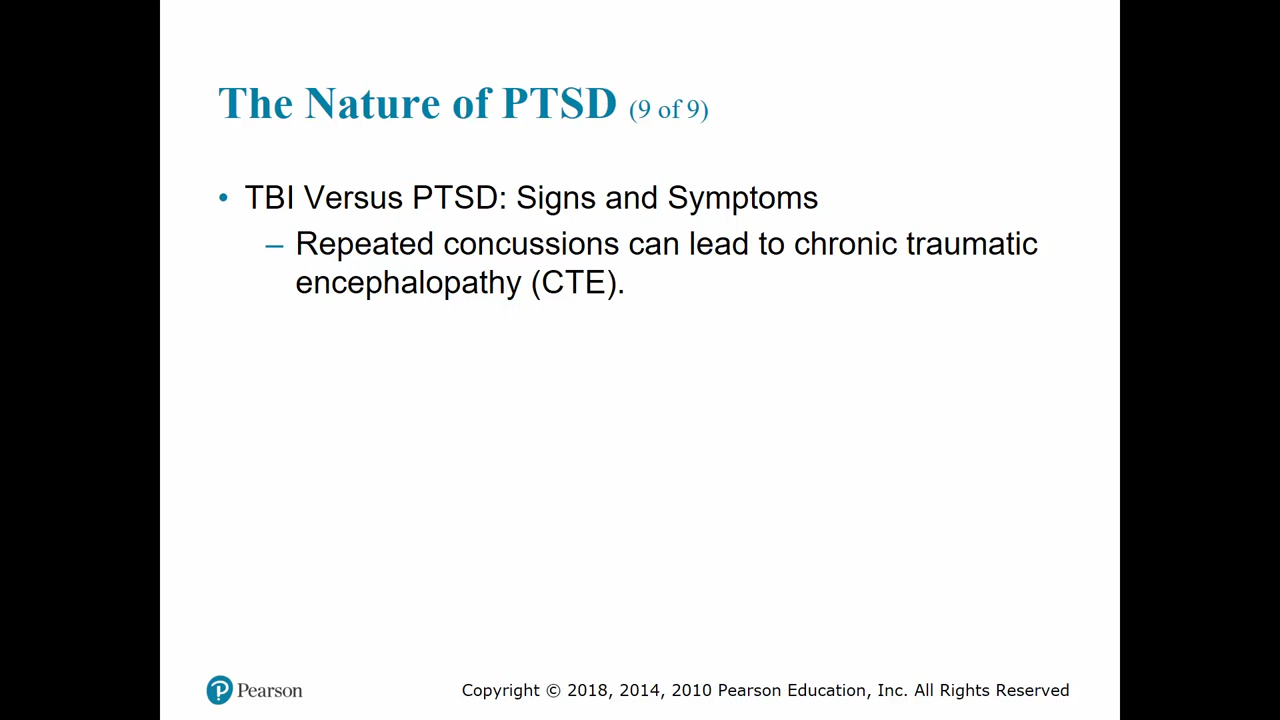 The Nature of PTSD (9 of 9)
• TBI Versus PTSD: Signs and Symptoms
– Repeated concussions can lead to chronic traumatic
encephalopathy (CTE).
Pearson
Copyright © 2018, 2014, 2010 Pearson Education, Inc. All Rights Reserved